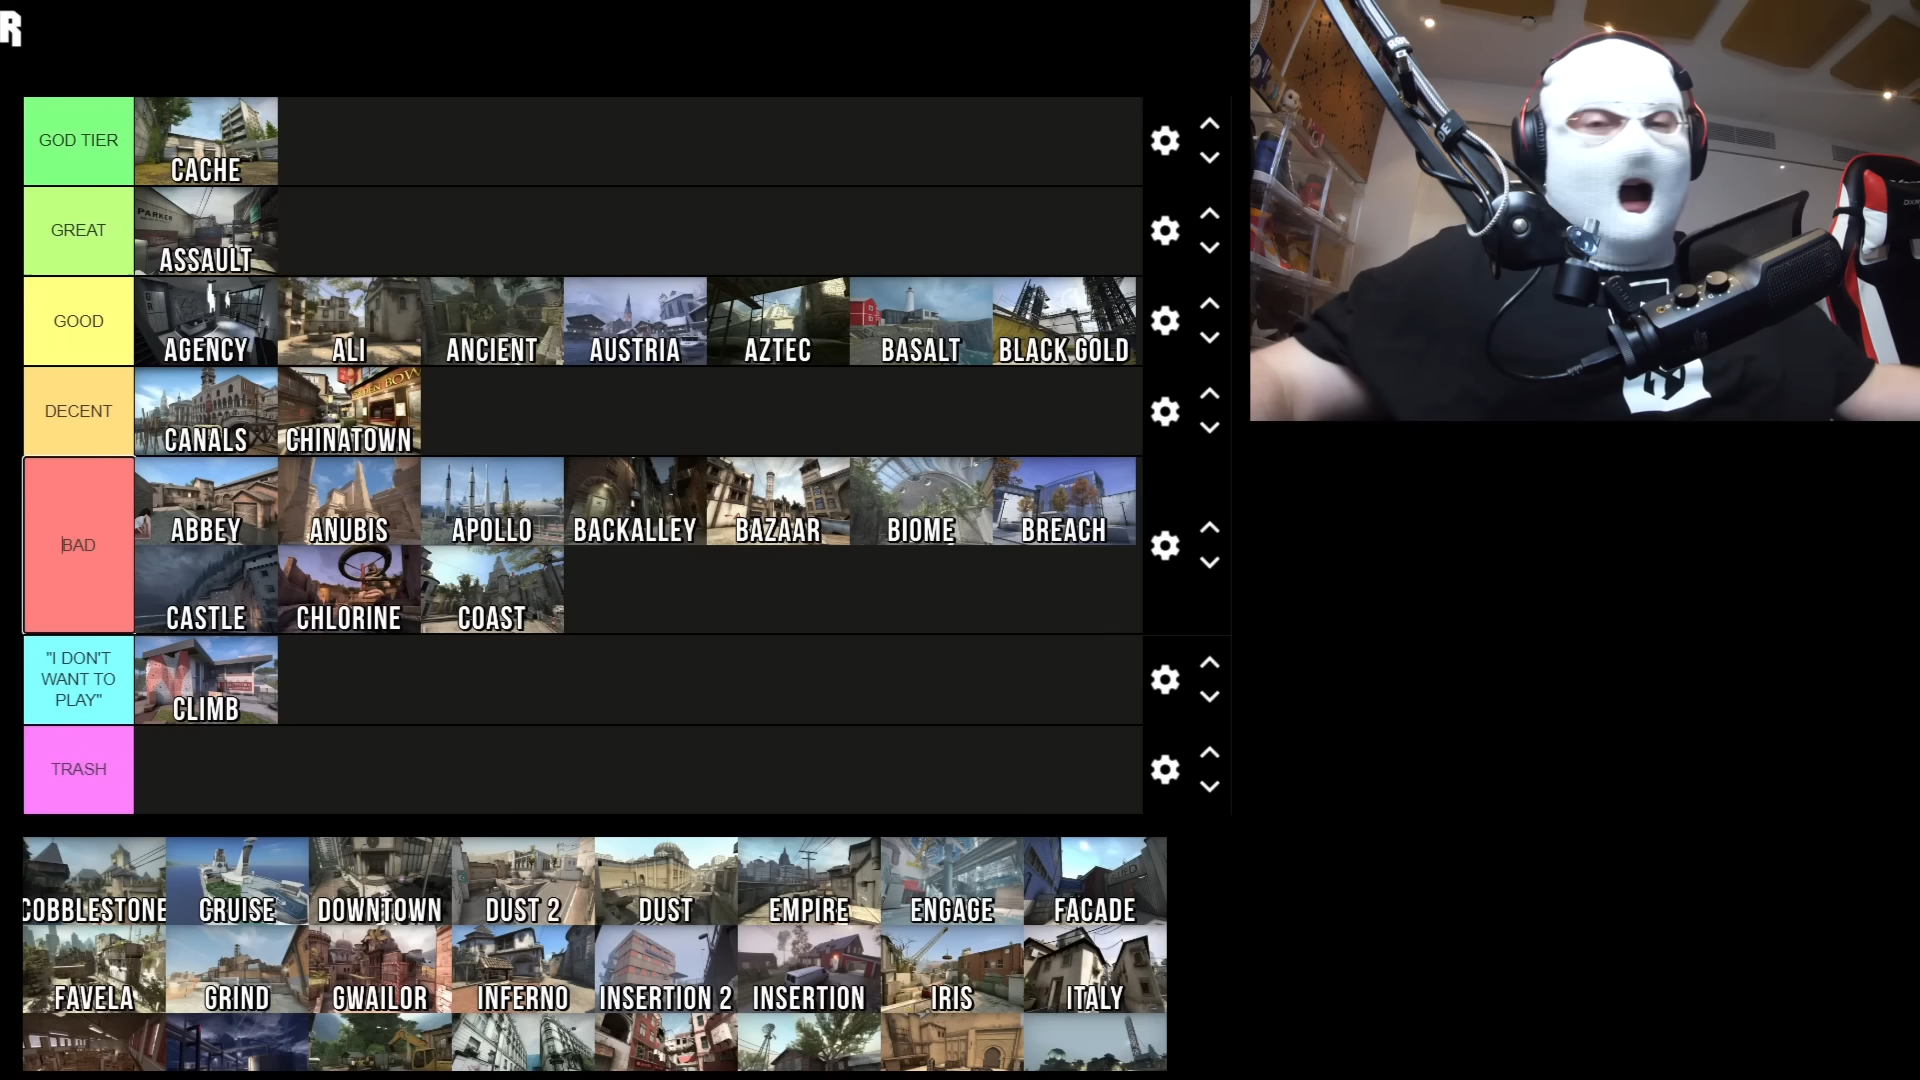 R
GOD TIER
CACHE
GREAT
PARKER
ASSAULT
GOOD
AGENCY
ALI
ANCIENT
AUSTRIA
AZTEC
BASALT
BLACK GOLD
DECENT
CANALS
CHINATOWN
BAD
ABBEY
ANUBIS
APOLLO
BACKALLEY
BAZAAR
BIOME
BREACH
CASTLE
CHLORINE
COAST
"I DON'T
WANT TO
PLAY"
CLIMB
TRASH
COBBLESTONE
CRUISE
DOWNTOWN
DUST 2
DUST
EMPIRE
ENGAGE
FACADE
FAVELA
GRIND
GWAILOR
INFERNO
INSERTION 2
INSERTION
IRIS
ITALY